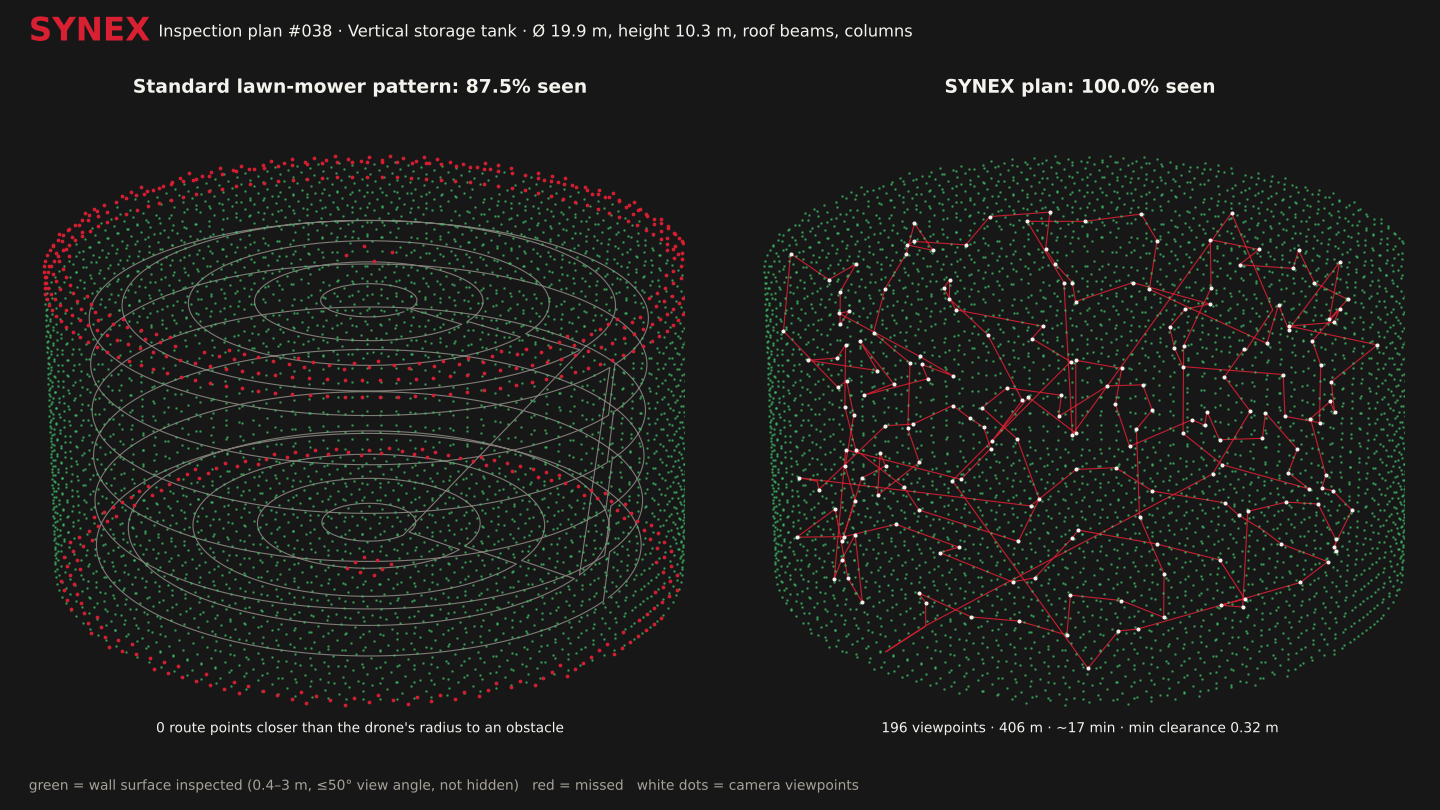 SYNEX Inspection plan #038 · Vertical storage tank · Ø 19.9 m, height 10.3 m, roof beams, columns
Standard lawn-mower pattern: 87.5% seen
SYNEX plan: 100.0% seen
0 route points closer than the drone's radius to an obstacle
196 viewpoints · 406 m · ~17 min · min clearance 0.32 m
green = wall surface inspected (0.4–3 m, ≤50° view angle, not hidden) red = missed white dots = camera viewpoints